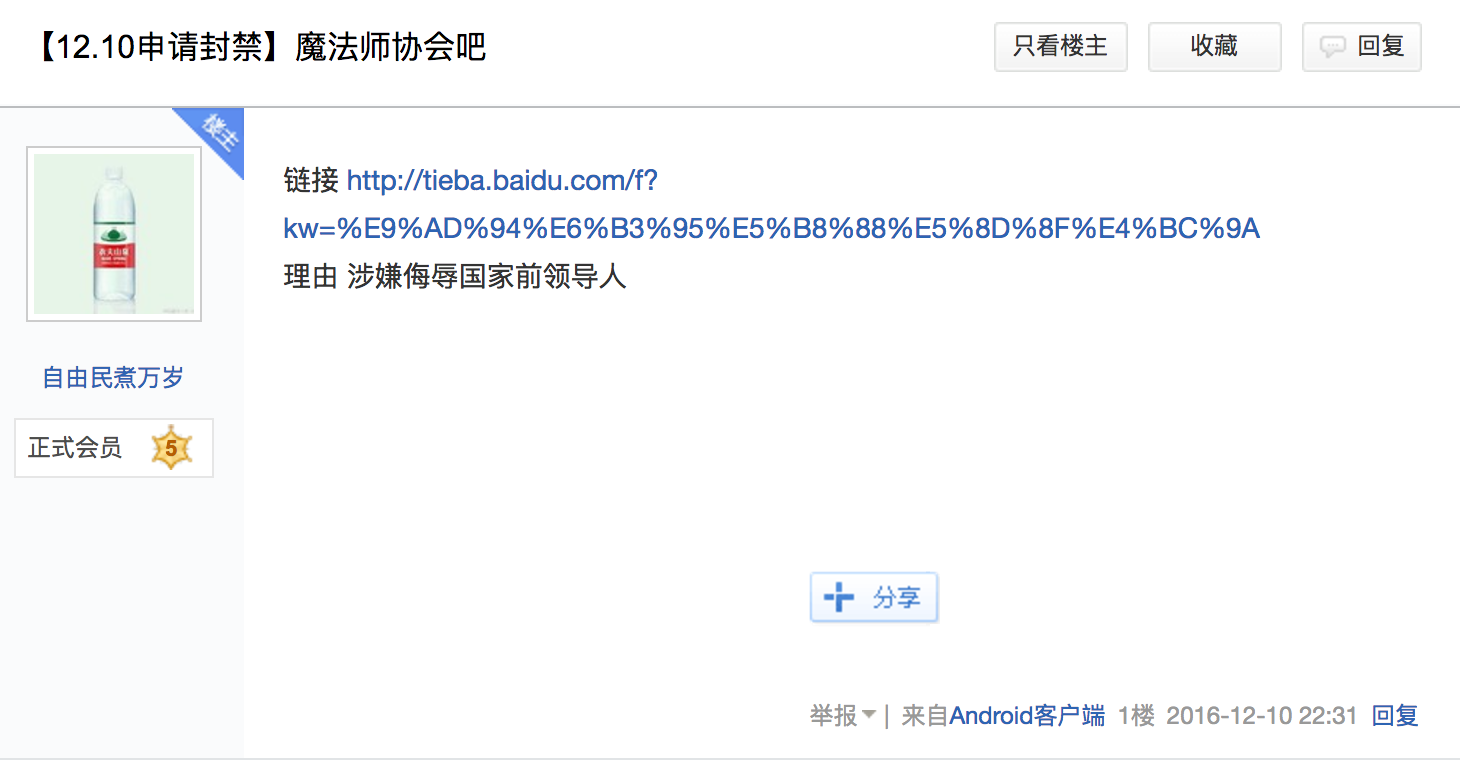 【12.10申请封禁】魔法师协会吧
只看楼主
收藏
回复
楼主
链接 http://tieba.baidu.com/f?
kw=%E9%AD%94%E6%B3%95%E5%B8%88%E5%8D%8F%E4%BC%9A
理由 涉嫌侮辱国家前领导人
自由民煮万岁
正式会员 5
分享
举报 | 来自Android客户端 1楼 2016-12-10 22:31 回复